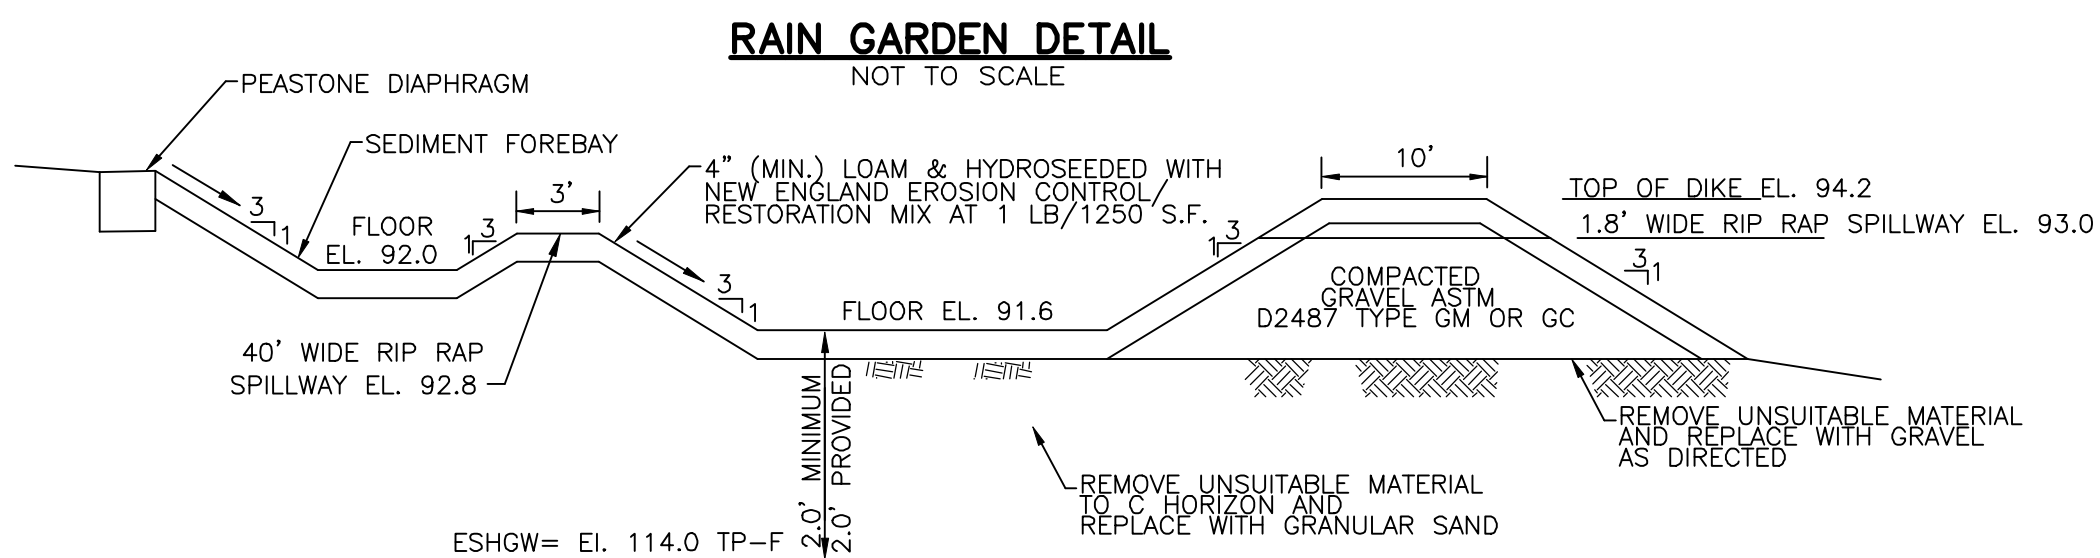 RAIN GARDEN DETAIL
NOT TO SCALE
PEASTONE DIAPHRAGM
SEDIMENT FOREBAY
4" (MIN.) LOAM & HYDROSEEDED WITH
NEW ENGLAND EROSION CONTROL/
RESTORATION MIX AT 1 LB/1250 S.F.
3'
10'
TOP OF DIKE EL. 94.2
1.8' WIDE RIP RAP SPILLWAY EL. 93.0
3
1
FLOOR
EL. 92.0
3
1
3
1
3
1
3
1
FLOOR EL. 91.6
COMPACTED
GRAVEL ASTM
D2487 TYPE GM OR GC
40' WIDE RIP RAP
SPILLWAY EL. 92.8
2.0' MINIMUM
2.0' PROVIDED
REMOVE UNSUITABLE MATERIAL
AND REPLACE WITH GRAVEL
AS DIRECTED
REMOVE UNSUITABLE MATERIAL
TO C HORIZON AND
REPLACE WITH GRANULAR SAND
ESHGW= El. 114.0 TP-F